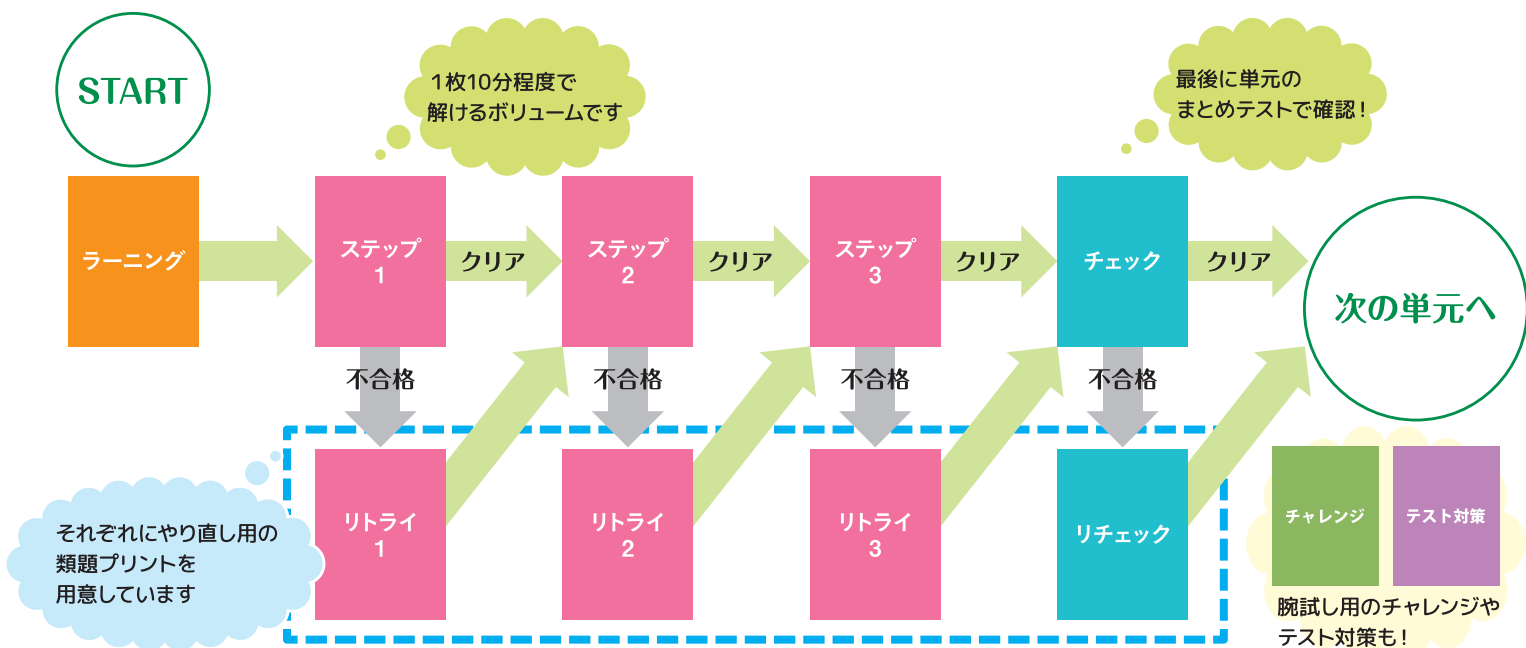 START
1枚10分程度で
解けるボリュームです
最後に単元の
まとめテストで確認!
ラーニング
ステップ
1
クリア
ステップ
2
クリア
ステップ
3
クリア
チェック
クリア
次の単元へ
不合格
不合格
不合格
不合格
それぞれにやり直し用の
類題プリントを
用意しています
リトライ
1
リトライ
2
リトライ
3
リチェック
チャレンジ
テスト対策
腕試し用のチャレンジや
テスト対策も!